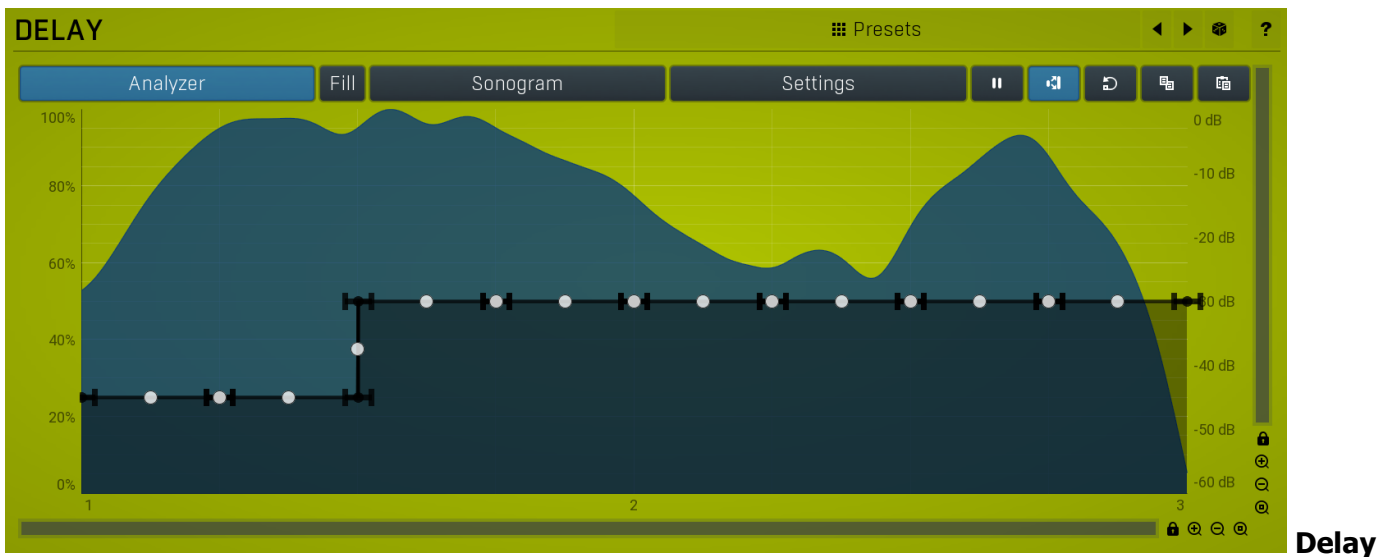 DELAY Presets ?
Analyzer Fill Sonogram Settings
100%
80%
60%
40%
20%
0%
0 dB
-10 dB
-20 dB
-30 dB
-40 dB
-50 dB
-60 dB
1 2 3
Delay